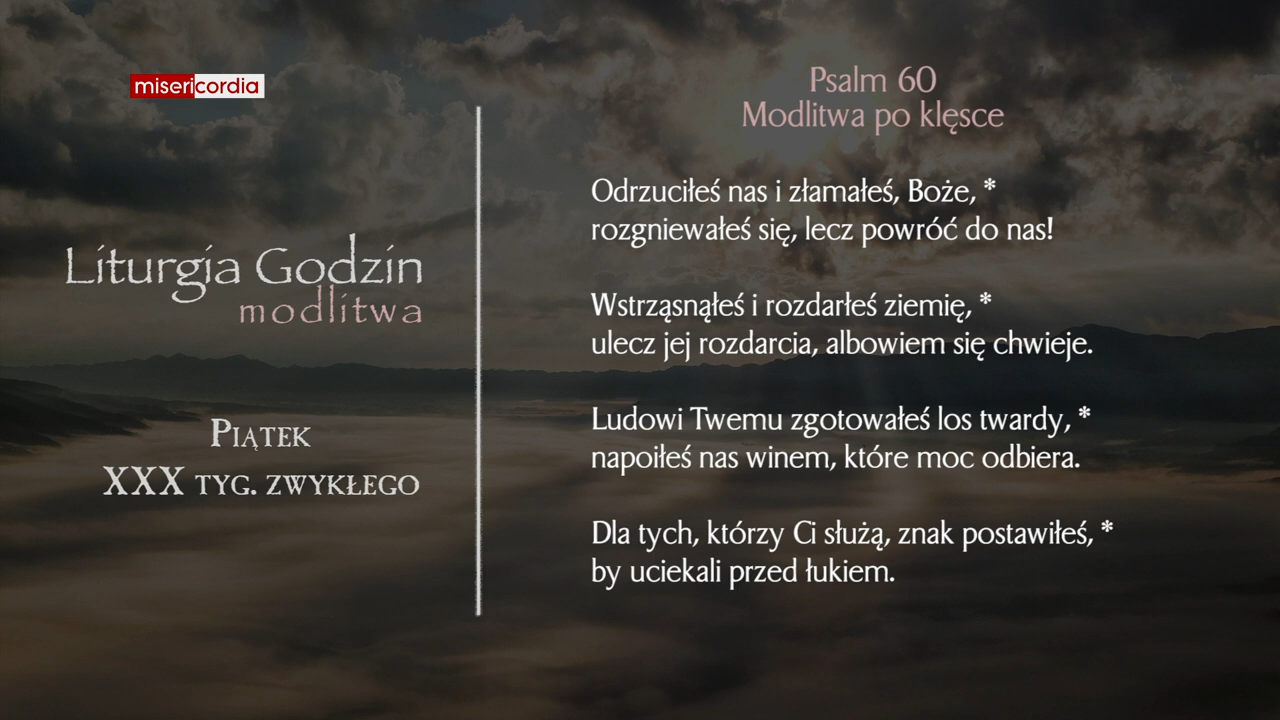 misericordia
Liturgia Godzin
modlitwa
Piątek
XXX tyg. zwykłego
Psalm 60
Modlitwa po klęsce
Odrzuciłeś nas i złamałeś, Boże, *
rozgniewałeś się, lecz powróć do nas!
Wstrząsnąłeś i rozdarłeś ziemię, *
ulecz jej rozdarcia, albowiem się chwieje.
Ludowi Twemu zgotowałeś los twardy, *
napoiłeś nas winem, które moc odbiera.
Dla tych, którzy Ci służą, znak postawiłeś, *
by uciekali przed łukiem.